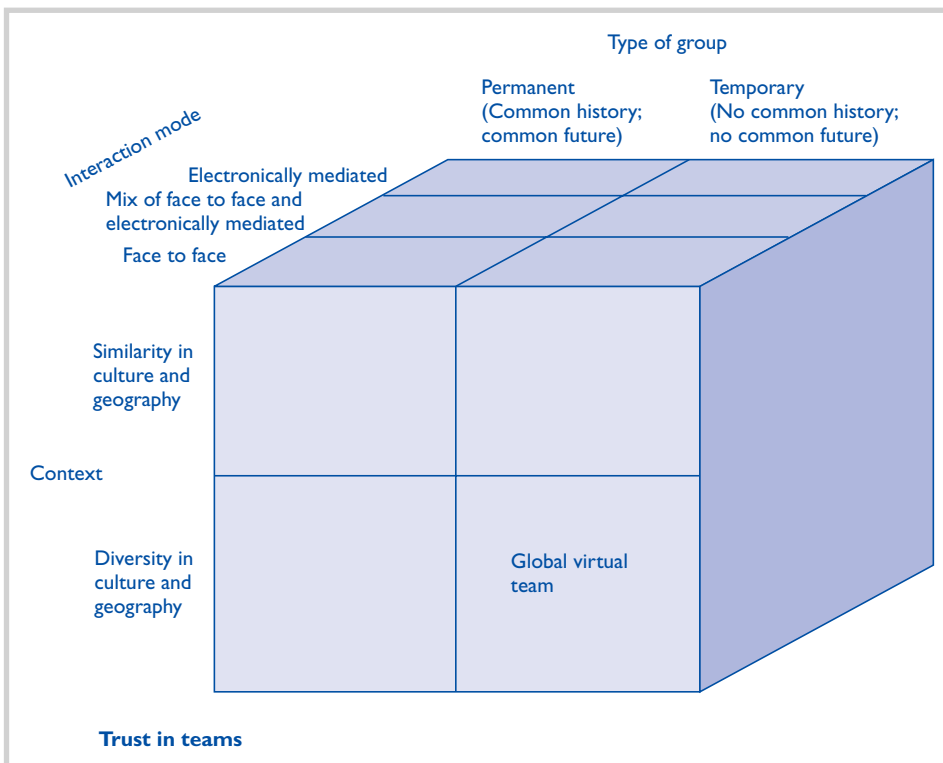 Type of group
Permanent
(Common history;
common future)
Temporary
(No common history;
no common future)
Interaction mode
Electronically mediated
Mix of face to face and
electronically mediated
Face to face
Similarity in
culture and
geography
Context
Diversity in
culture and
geography
Global virtual
team
Trust in teams